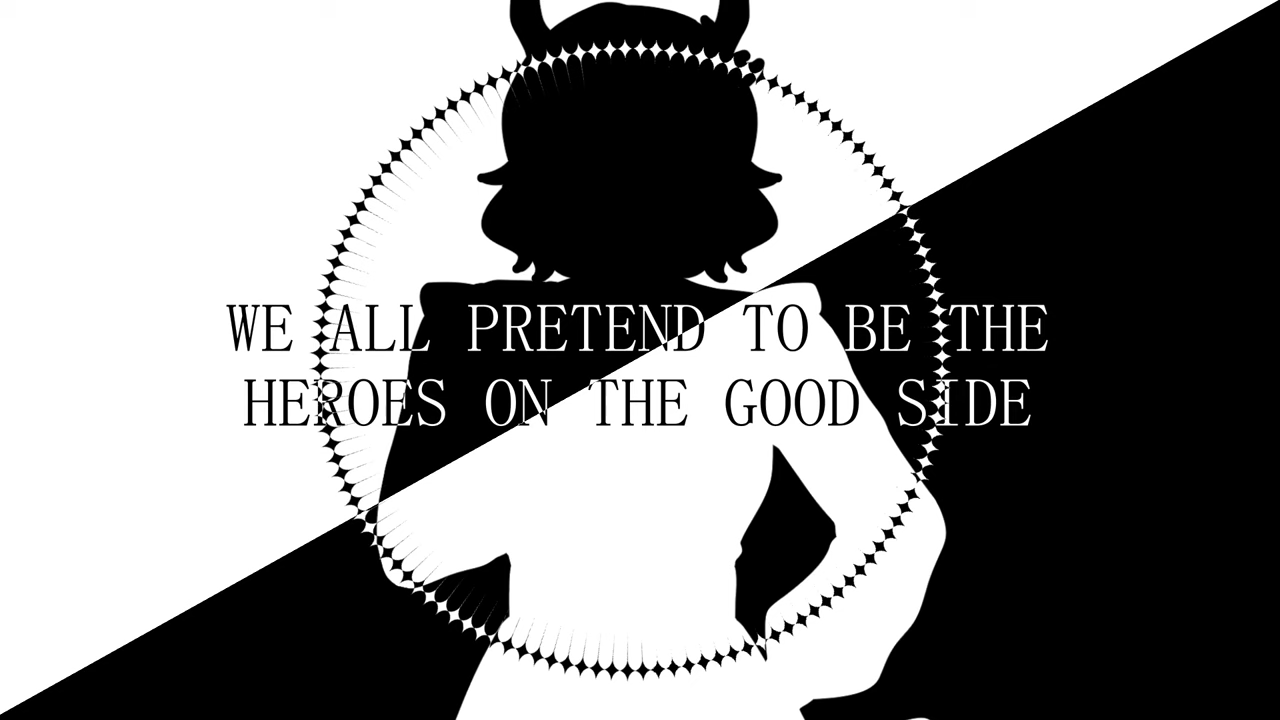 WE ALL PRETEND TO BE THE
HEROES ON THE GOOD SIDE